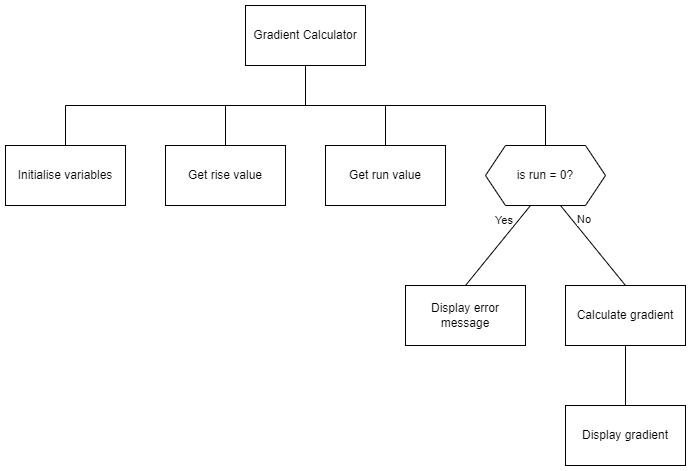 Gradient Calculator
Initialise variables
Get rise value
Get run value
is run = 0?
Yes
No
Display error
message
Calculate gradient
Display gradient